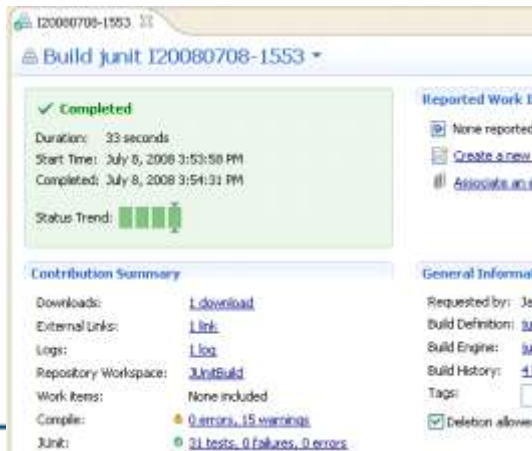 I20080708-1553
Build junit I20080708-1553
Completed
Duration: 33 seconds
Start Time: July 8, 2008 3:53:58 PM
Completed: July 8, 2008 3:54:31 PM
Status Trend:
Reported Work I
None reported
Create a new
Associate an
Contribution Summary
Downloads: 1 download
External Links: 1 link
Logs: 1 log
Repository Workspace: JUnitBuild
Work items: None included
Compile: 0 errors, 15 warnings
JUnit: 31 tests, 0 failures, 0 errors
General Informat
Requested by: Je
Build Definition: ju
Build Engine: ju
Build History: 4
Tags:
Deletion allowe